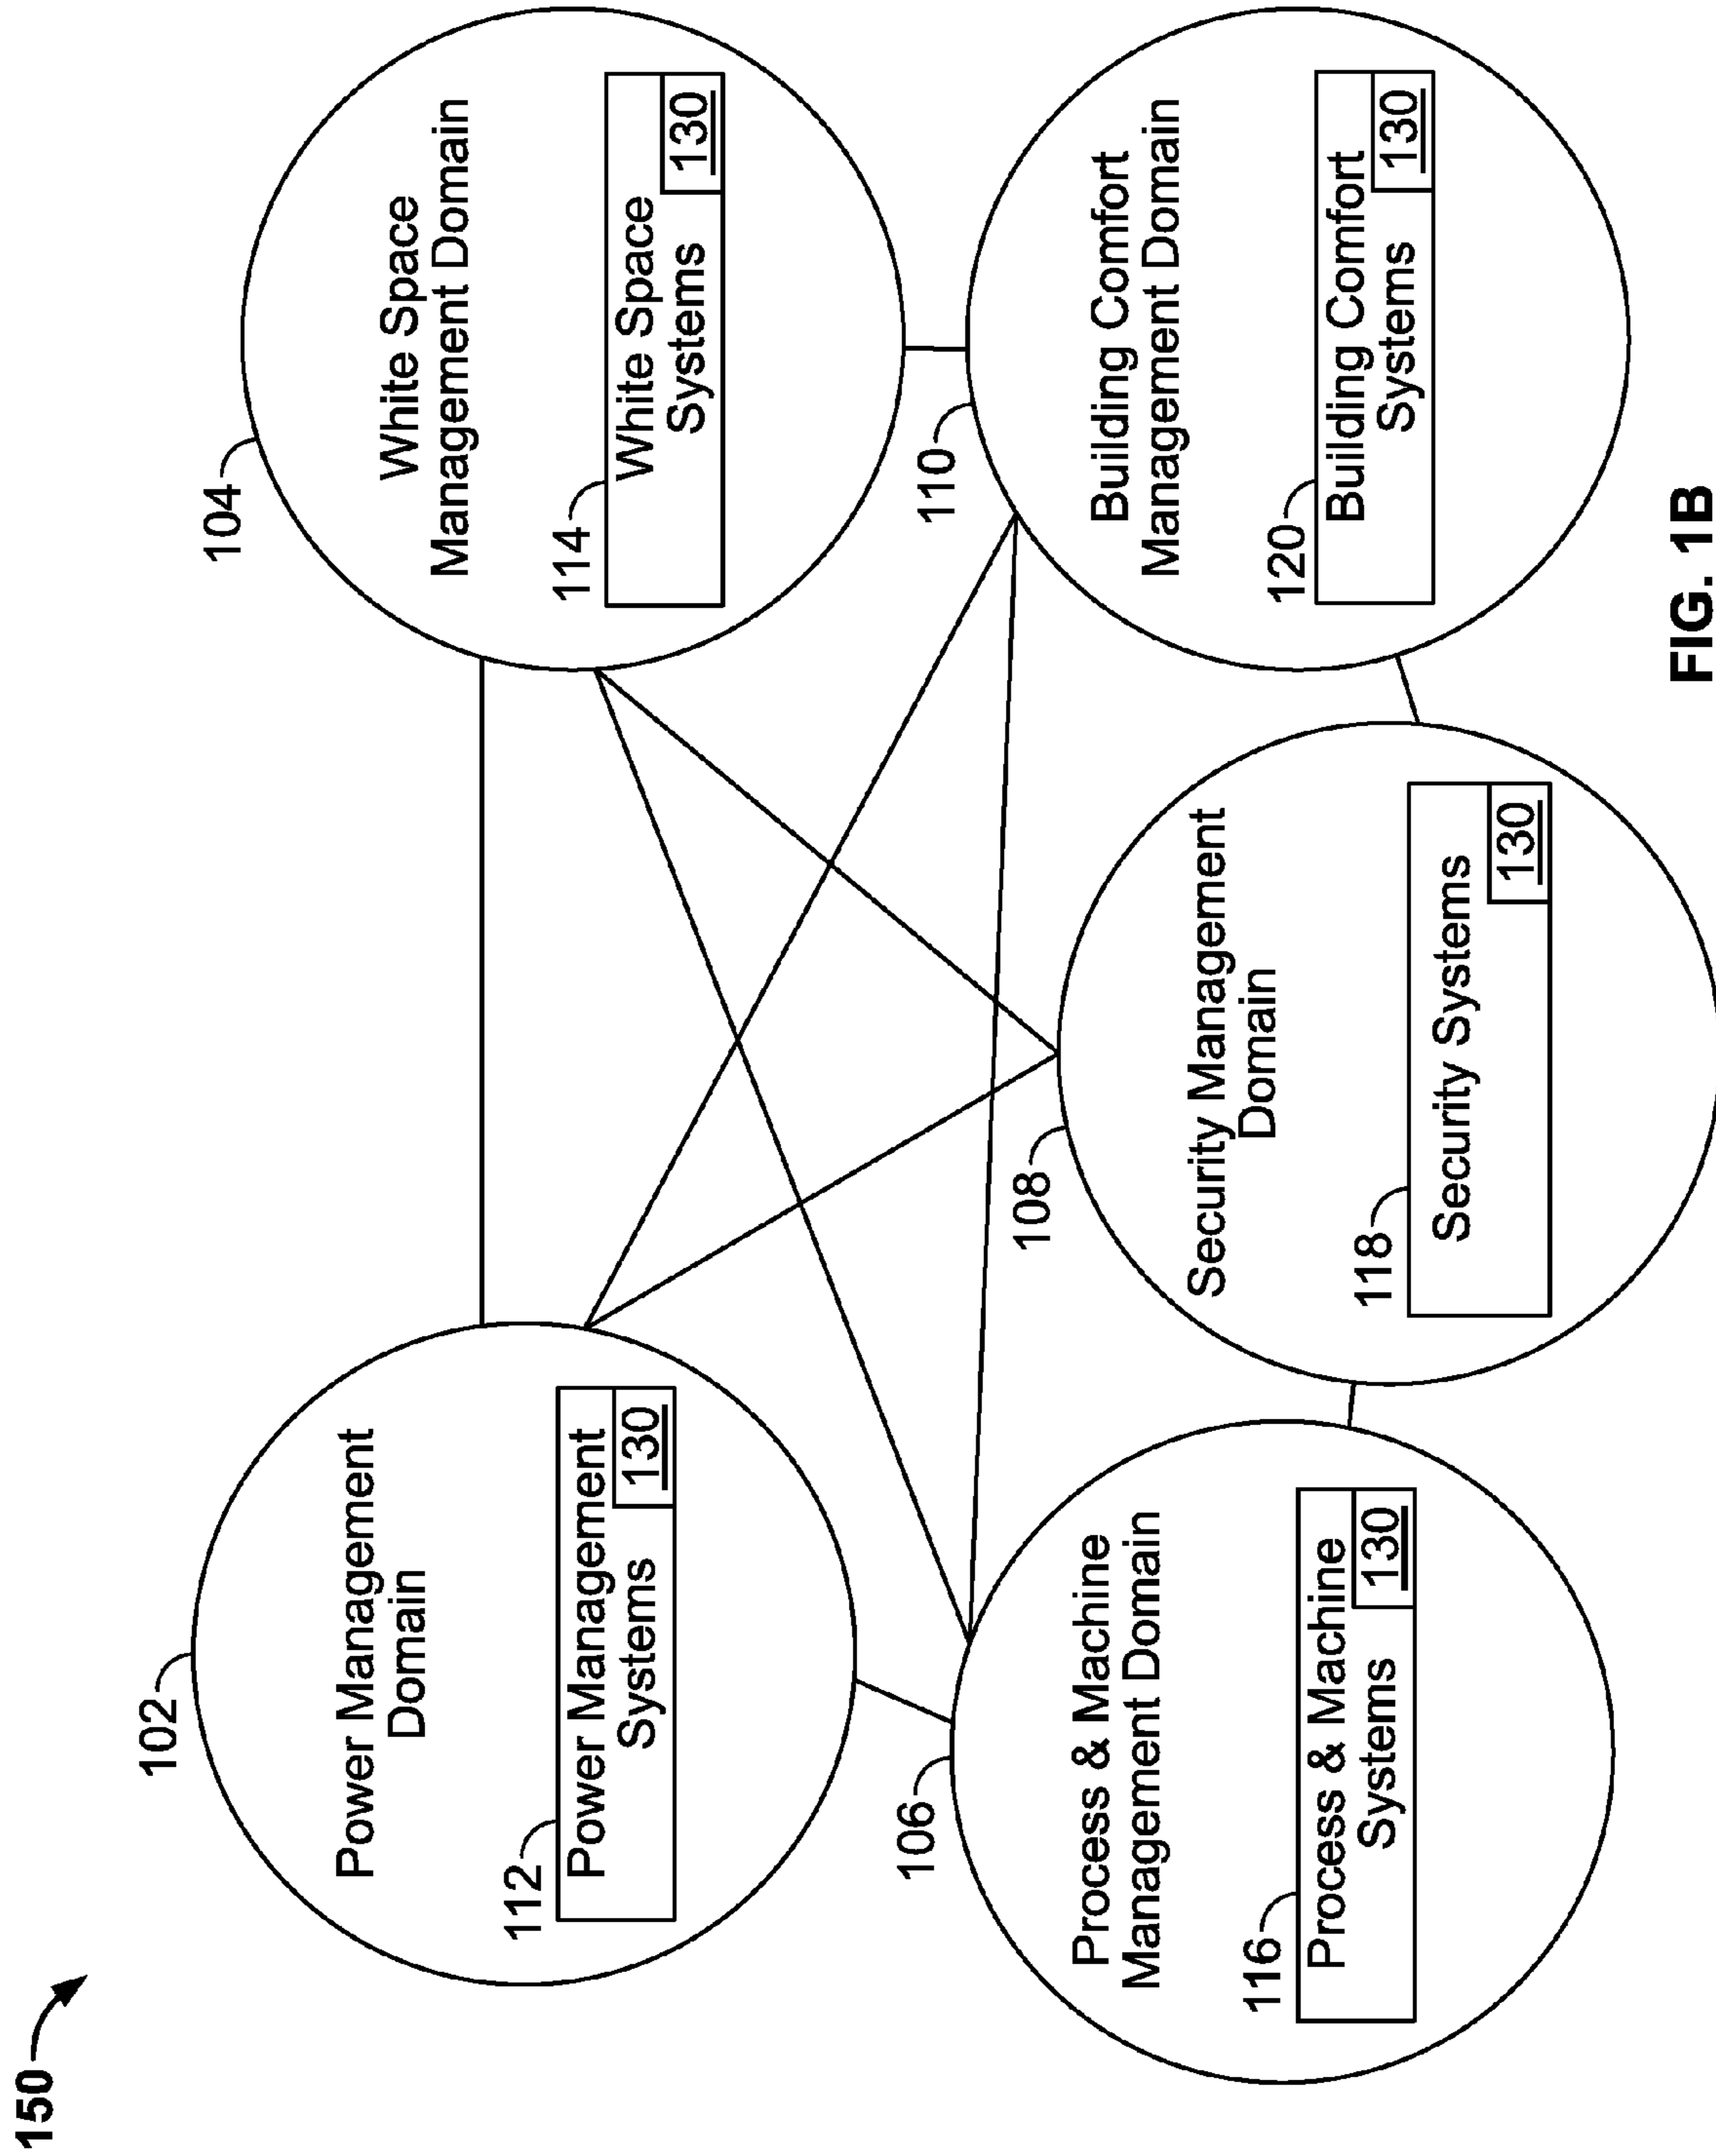 150
102
Power Management
Domain
112
Power Management
Systems
130
104
White Space
Management Domain
114
White Space
Systems
130
106
Process & Machine
Management Domain
116
Process & Machine
Systems
130
108
Security Management
Domain
118
Security Systems
130
110
Building Comfort
Management Domain
120
Building Comfort
Systems
130
FIG. 1B